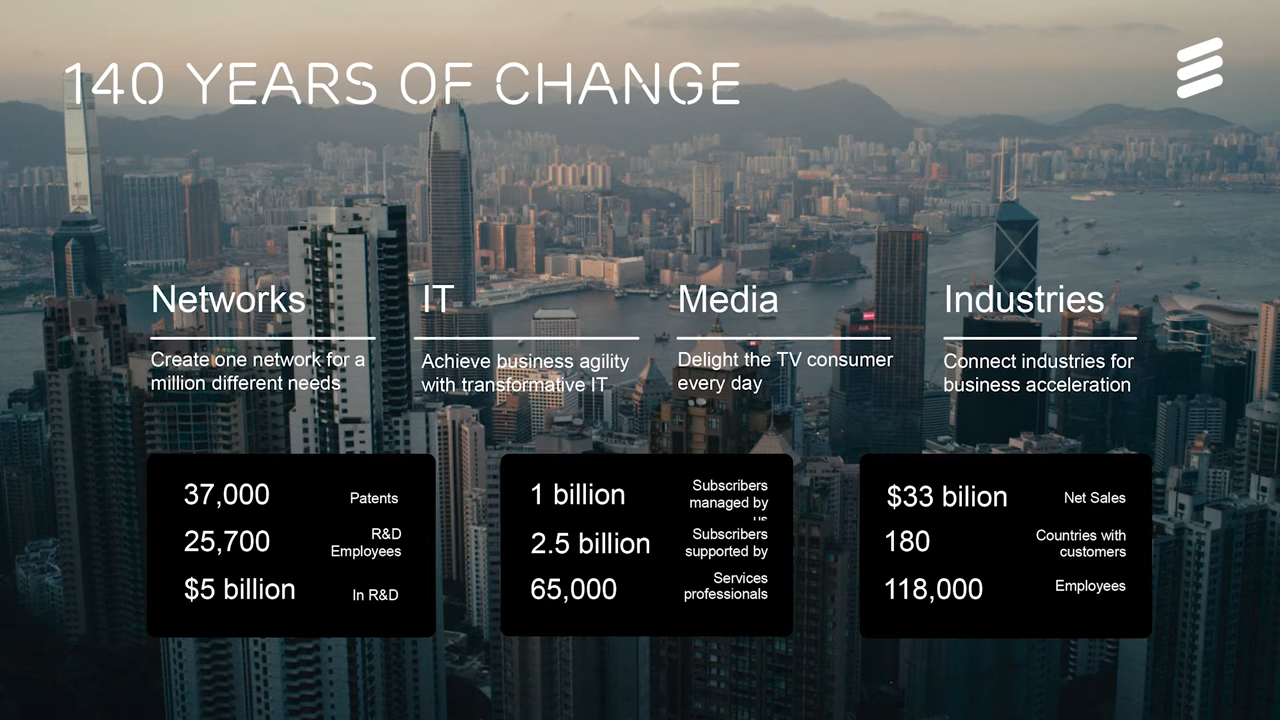 140 YEARS OF CHANGE
Networks
Create one network for a
million different needs
IT
Achieve business agility
with transformative IT
Media
Delight the TV consumer
every day
Industries
Connect industries for
business acceleration
37,000 Patents
25,700 R&D
Employees
$5 billion In R&D
1 billion Subscribers
managed by
us
2.5 billion Subscribers
supported by
65,000 Services
professionals
$33 bilion Net Sales
180 Countries with
customers
118,000 Employees